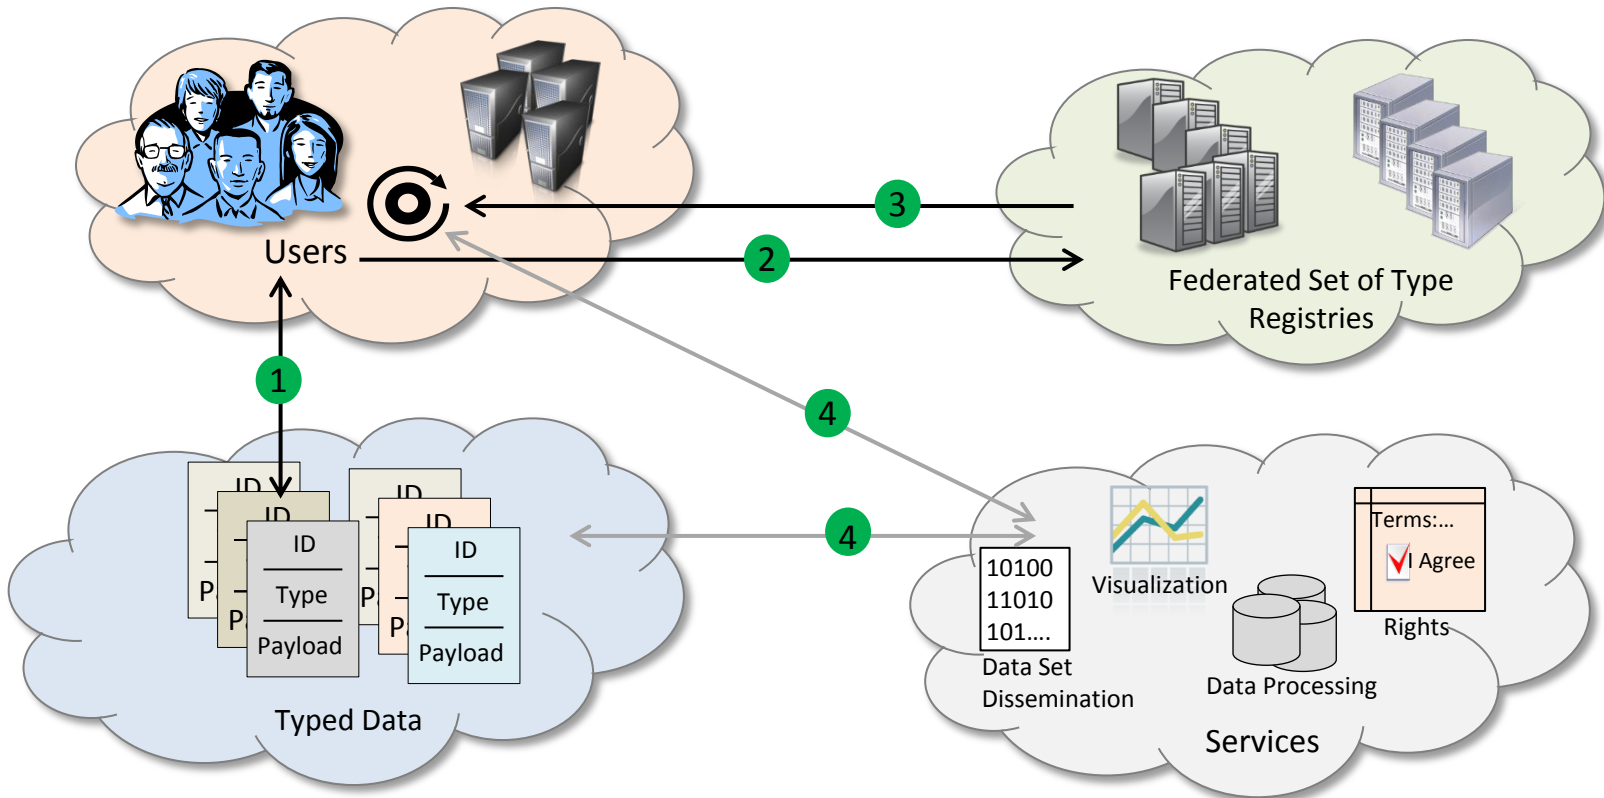 Users
3
2
Federated Set of Type
Registries
1
4
4
ID
ID
ID
ID
Type
Payload
ID
Type
Payload
Typed Data
10100
11010
101....
Data Set
Dissemination
Visualization
Data Processing
Terms:...
I Agree
Rights
Services